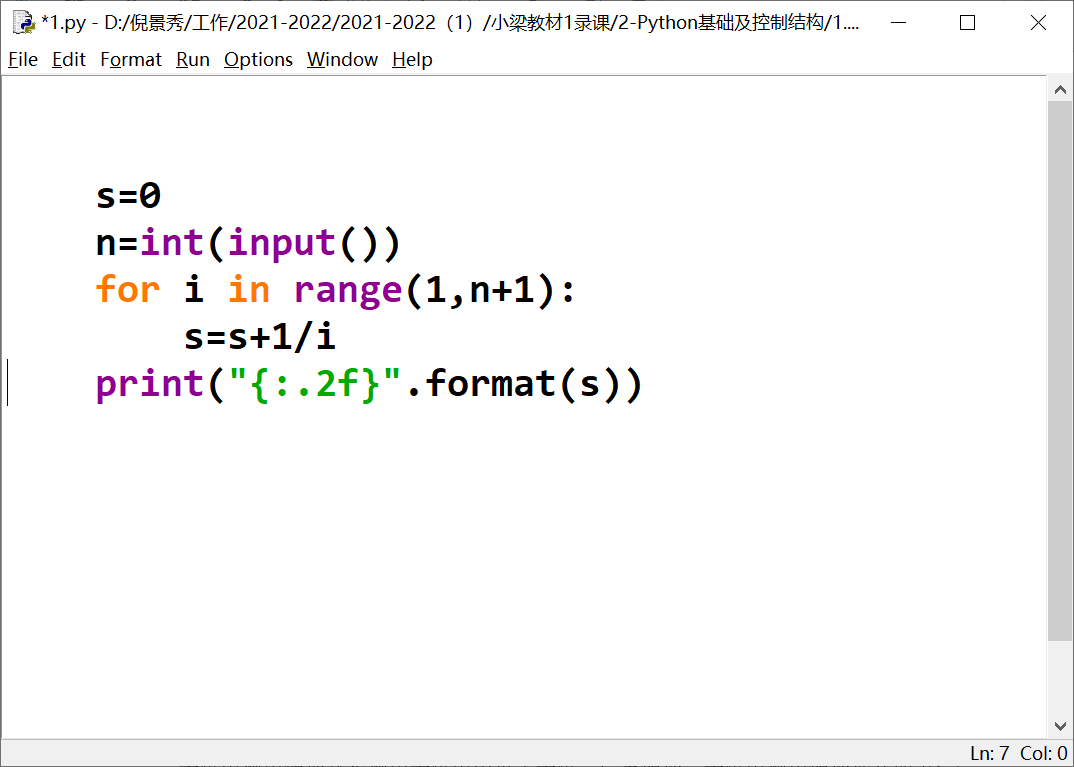 *1.py - D:/倪景秀/工作/2021-2022/2021-2022（1）/小梁教材1录课/2-Python基础及控制结构/1....
File Edit Format Run Options Window Help
s=0
n=int(input())
for i in range(1,n+1):
    s=s+1/i
print("{:.2f}".format(s))
Ln: 7 Col: 0